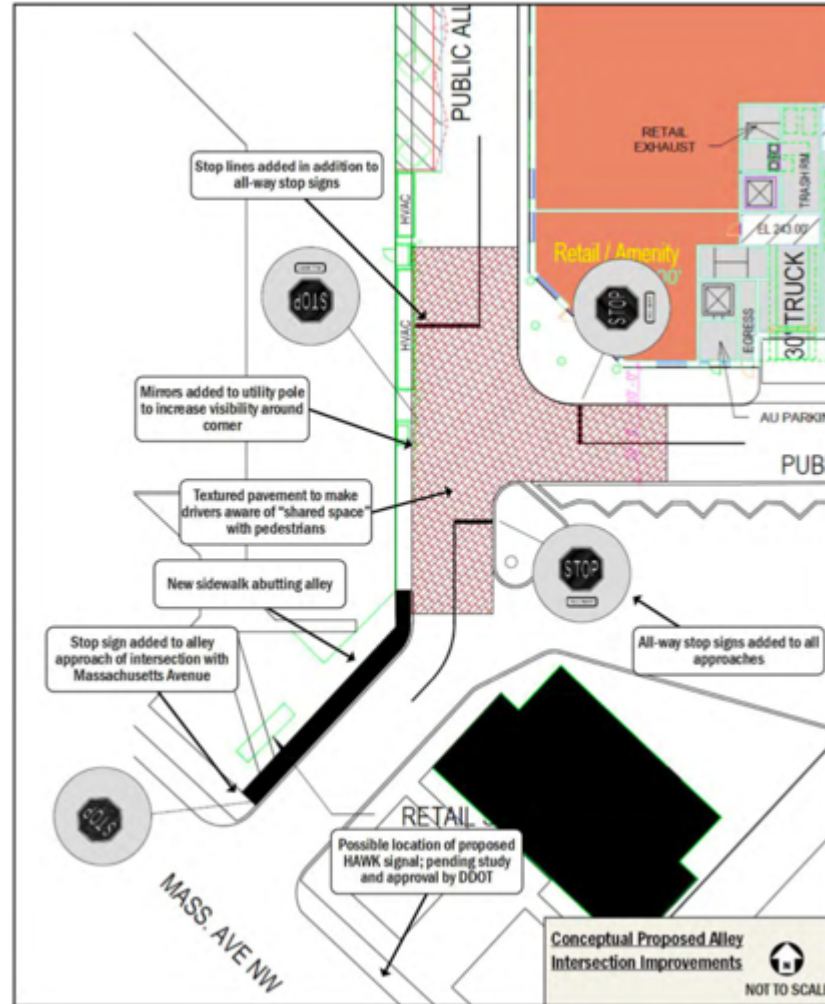 PUBLIC ALL
RETAIL
EXHAUST
TRASH RM
Stop lines added in addition to
all-way stop signs
HVAC
EL 243.00'
Retail / Amenity
STOP
STOP
30' TRUCK
HVAC
EGRESS
Mirrors added to utility pole
to increase visibility around
corner
AU PARKIN
PUB
Textured pavement to make
drivers aware of "shared space"
with pedestrians
New sidewalk abutting alley
STOP
Stop sign added to alley
approach of intersection with
Massachusetts Avenue
All-way stop signs added to all
approaches
STOP
RETAIL S
Possible location of proposed
HAWK signal; pending study
and approval by DDOT
MASS. AVE NW
Conceptual Proposed Alley
Intersection Improvements
N
NOT TO SCALE